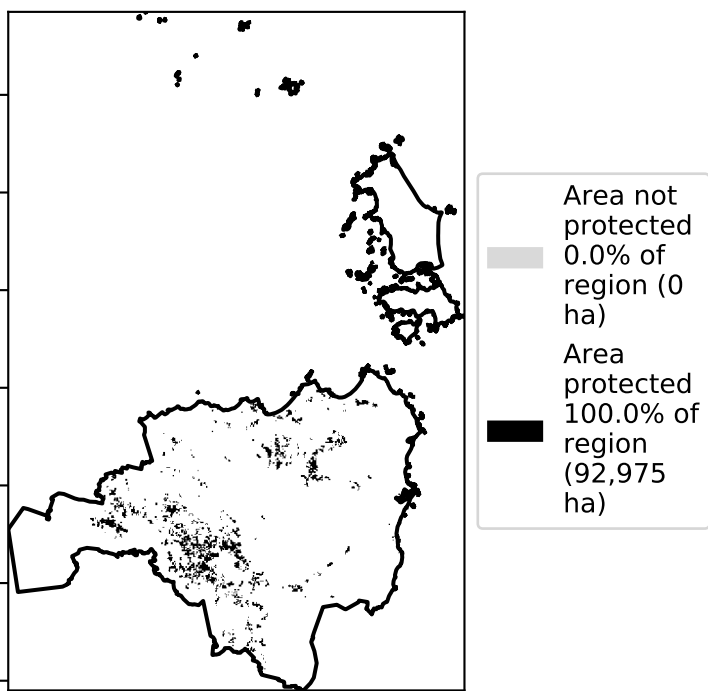 Area not
protected
0.0% of
region (0
ha)
Area
protected
100.0% of
region
(92,975
ha)